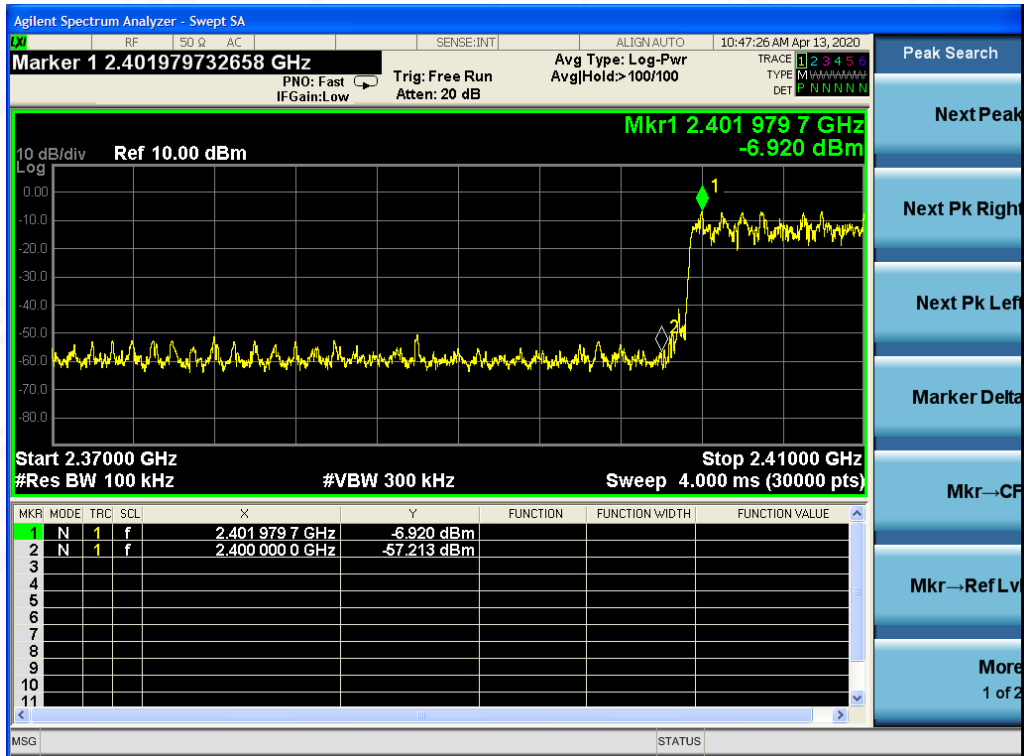 Agilent Spectrum Analyzer - Swept SA
LXI RF 50 Ω AC SENSE:INT ALIGN AUTO 10:47:26 AM Apr 13, 2020
Marker 1 2.401979732658 GHz
PNO: Fast
IFGain:Low
Trig: Free Run
Atten: 20 dB
Avg Type: Log-Pwr
Avg|Hold:>100/100
TRACE 1 2 3 4 5 6
TYPE M WWWWW
DET P N N N N N
Peak Search
Next Peak
Next Pk Right
Next Pk Left
Marker Delta
Mkr→CF
Mkr→Ref Lvl
More
1 of 2
Mkr1 2.401 979 7 GHz
-6.920 dBm
10 dB/div Ref 10.00 dBm
Log
0.00
-10.0
-20.0
-30.0
-40.0
-50.0
-60.0
-70.0
-80.0
1
2
Start 2.37000 GHz Stop 2.41000 GHz
#Res BW 100 kHz #VBW 300 kHz Sweep 4.000 ms (30000 pts)
MKR MODE TRC SCL X Y FUNCTION FUNCTION WIDTH FUNCTION VALUE
1 N 1 f 2.401 979 7 GHz -6.920 dBm
2 N 1 f 2.400 000 0 GHz -57.213 dBm
3
4
5
6
7
8
9
10
11
MSG STATUS